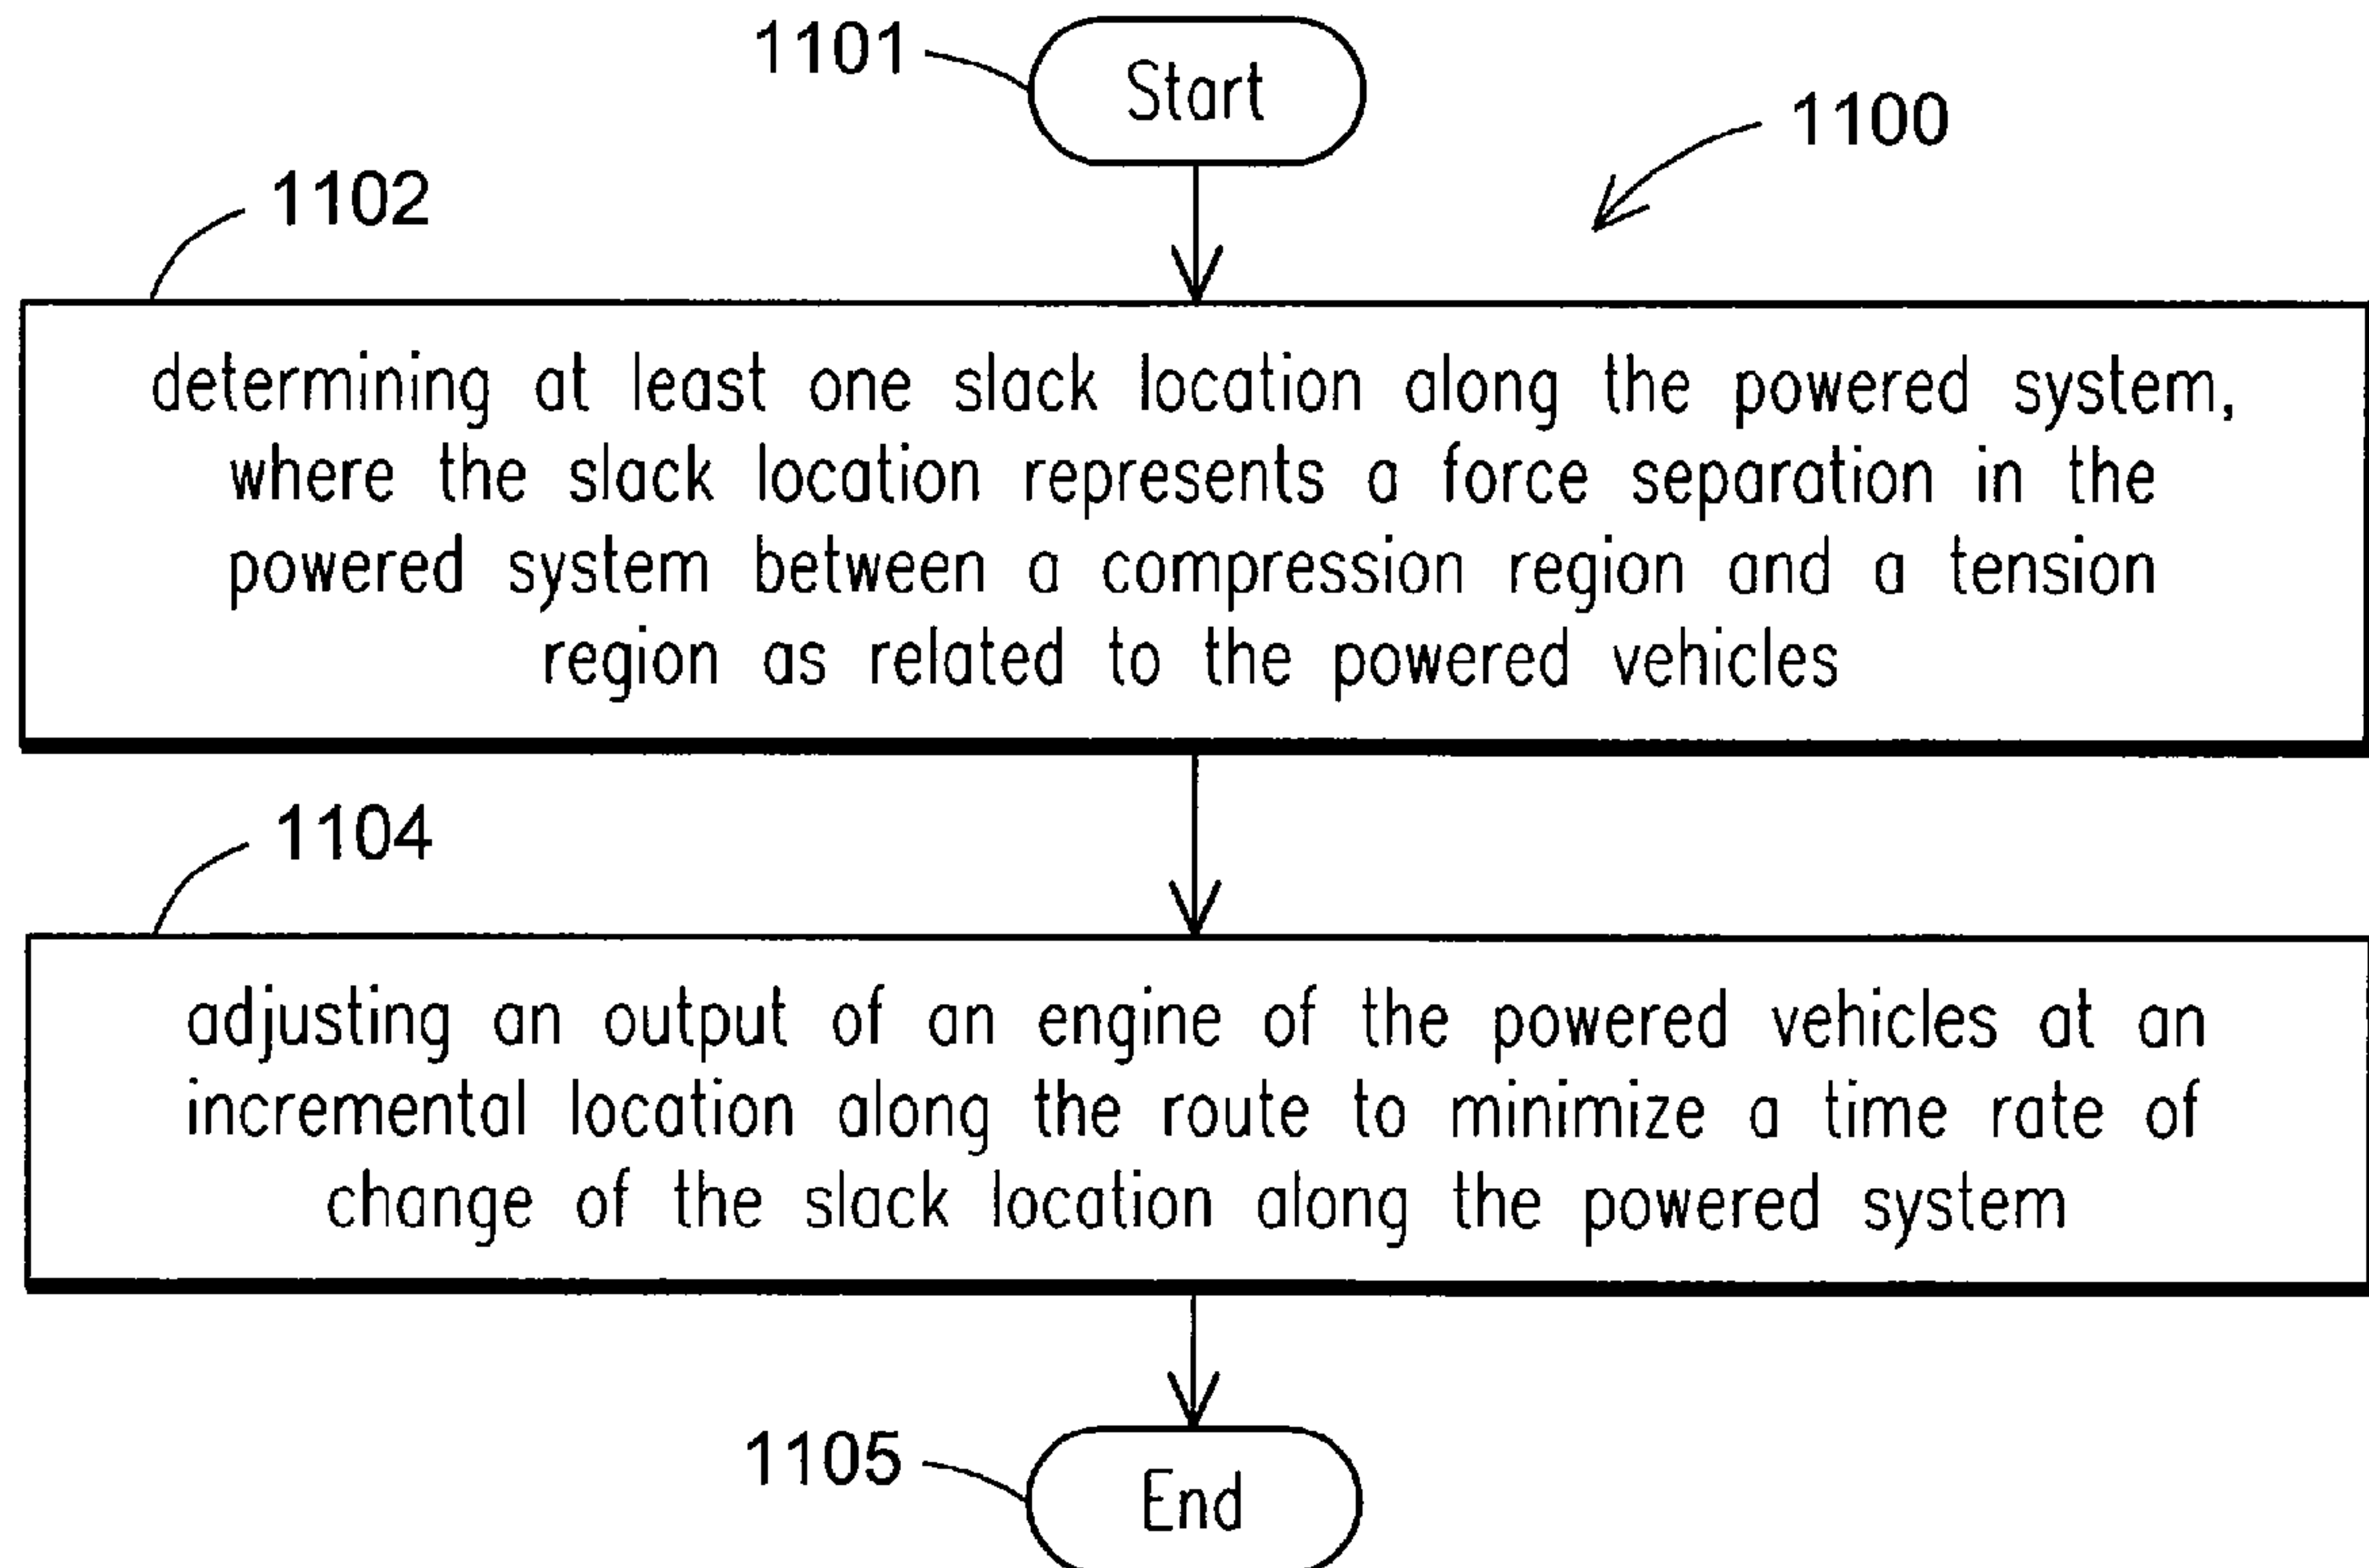 1101
Start
1100
1102
determining at least one slack location along the powered system,
where the slack location represents a force separation in the
powered system between a compression region and a tension
region as related to the powered vehicles
1104
adjusting an output of an engine of the powered vehicles at an
incremental location along the route to minimize a time rate of
change of the slack location along the powered system
1105
End